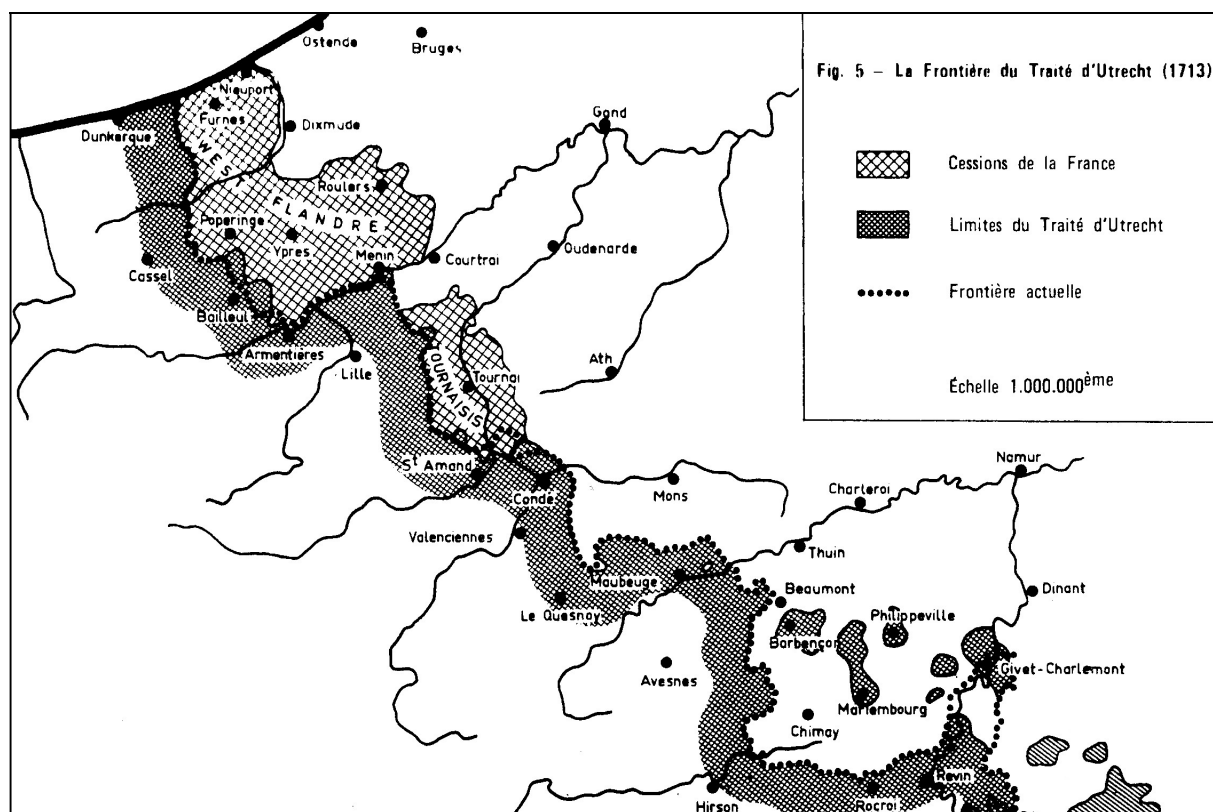 Fig. 5 – La Frontière du Traité d'Utrecht (1713)
Cessions de la France
Limites du Traité d'Utrecht
Frontière actuelle
Échelle 1.000.000ème
Ostende
Bruges
Nieuport
Furnes
Dunkerque
Dixmude
Gand
WEST FLANDRE
Roulers
Poperinge
Ypres
Menin
Courtrai
Oudenarde
Cassel
Bailleul
Armentières
Lille
Ath
TOURNAISIS
Tournai
St Amand
Condé
Mons
Namur
Charleroi
Valenciennes
Thuin
Maubeuge
Beaumont
Dinant
Le Quesnoy
Barbençon
Philippeville
Avesnes
Givet-Charlemont
Mariembourg
Chimay
Revin
Hirson
Rocroi